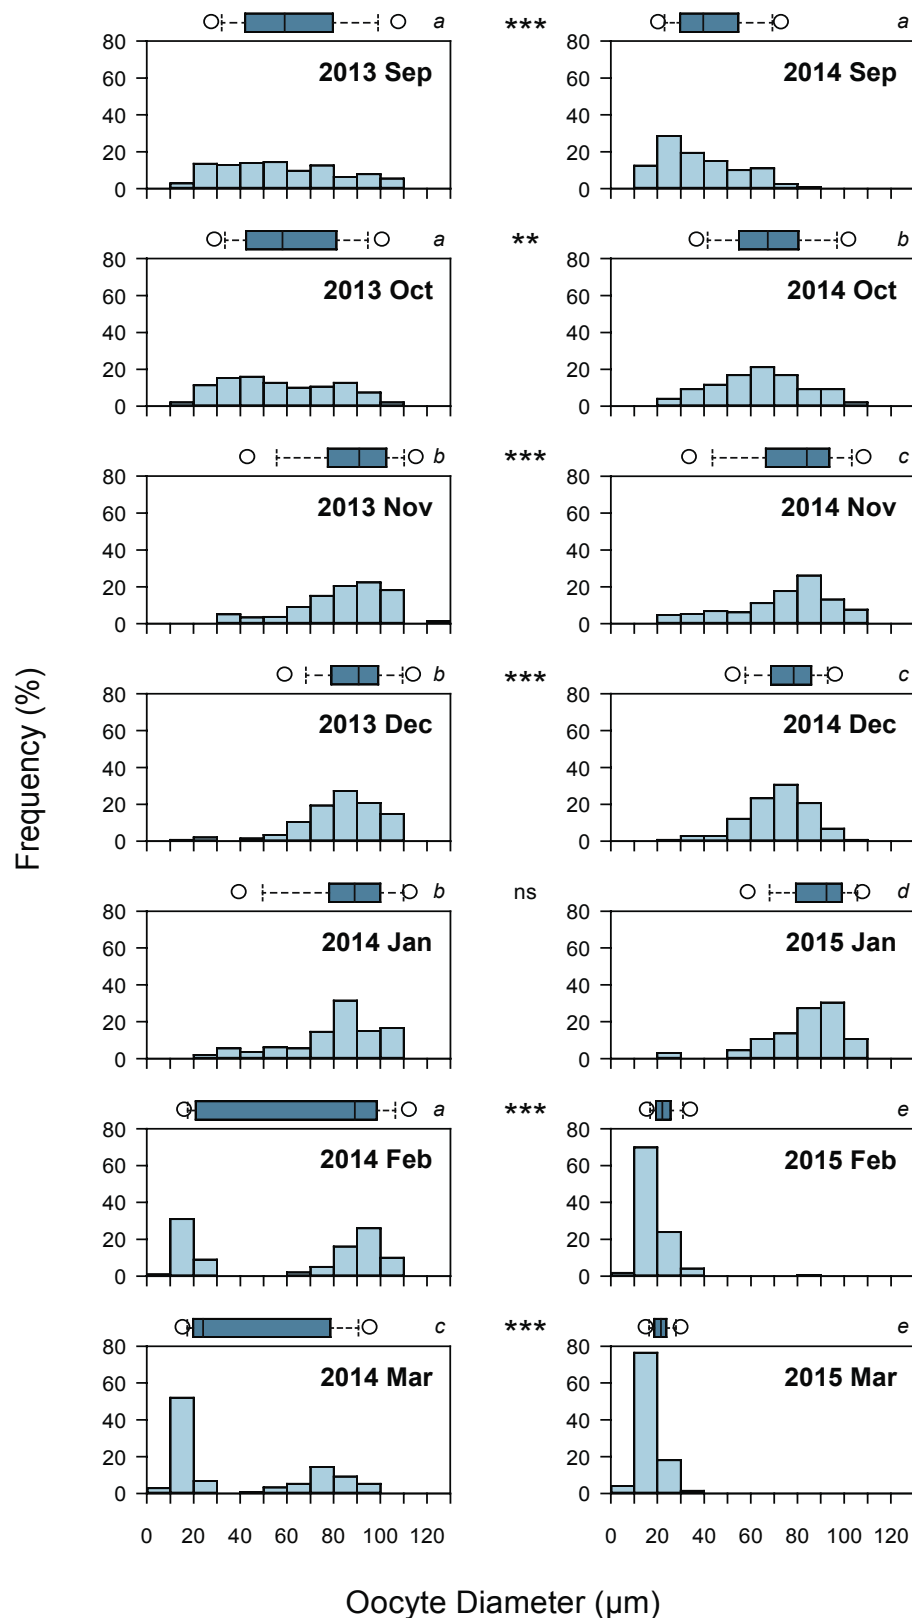 a *** a
80 2013 Sep 80 2014 Sep
60 60
40 40
20 20
0 0
a ** b
80 2013 Oct 80 2014 Oct
60 60
40 40
20 20
0 0
b *** c
80 2013 Nov 80 2014 Nov
60 60
40 40
20 20
0 0
b *** c
80 2013 Dec 80 2014 Dec
60 60
40 40
20 20
0 0
Frequency (%)
b ns d
80 2014 Jan 80 2015 Jan
60 60
40 40
20 20
0 0
a *** e
80 2014 Feb 80 2015 Feb
60 60
40 40
20 20
0 0
c *** e
80 2014 Mar 80 2015 Mar
60 60
40 40
20 20
0 0
0 20 40 60 80 100 120 0 20 40 60 80 100 120
Oocyte Diameter (µm)